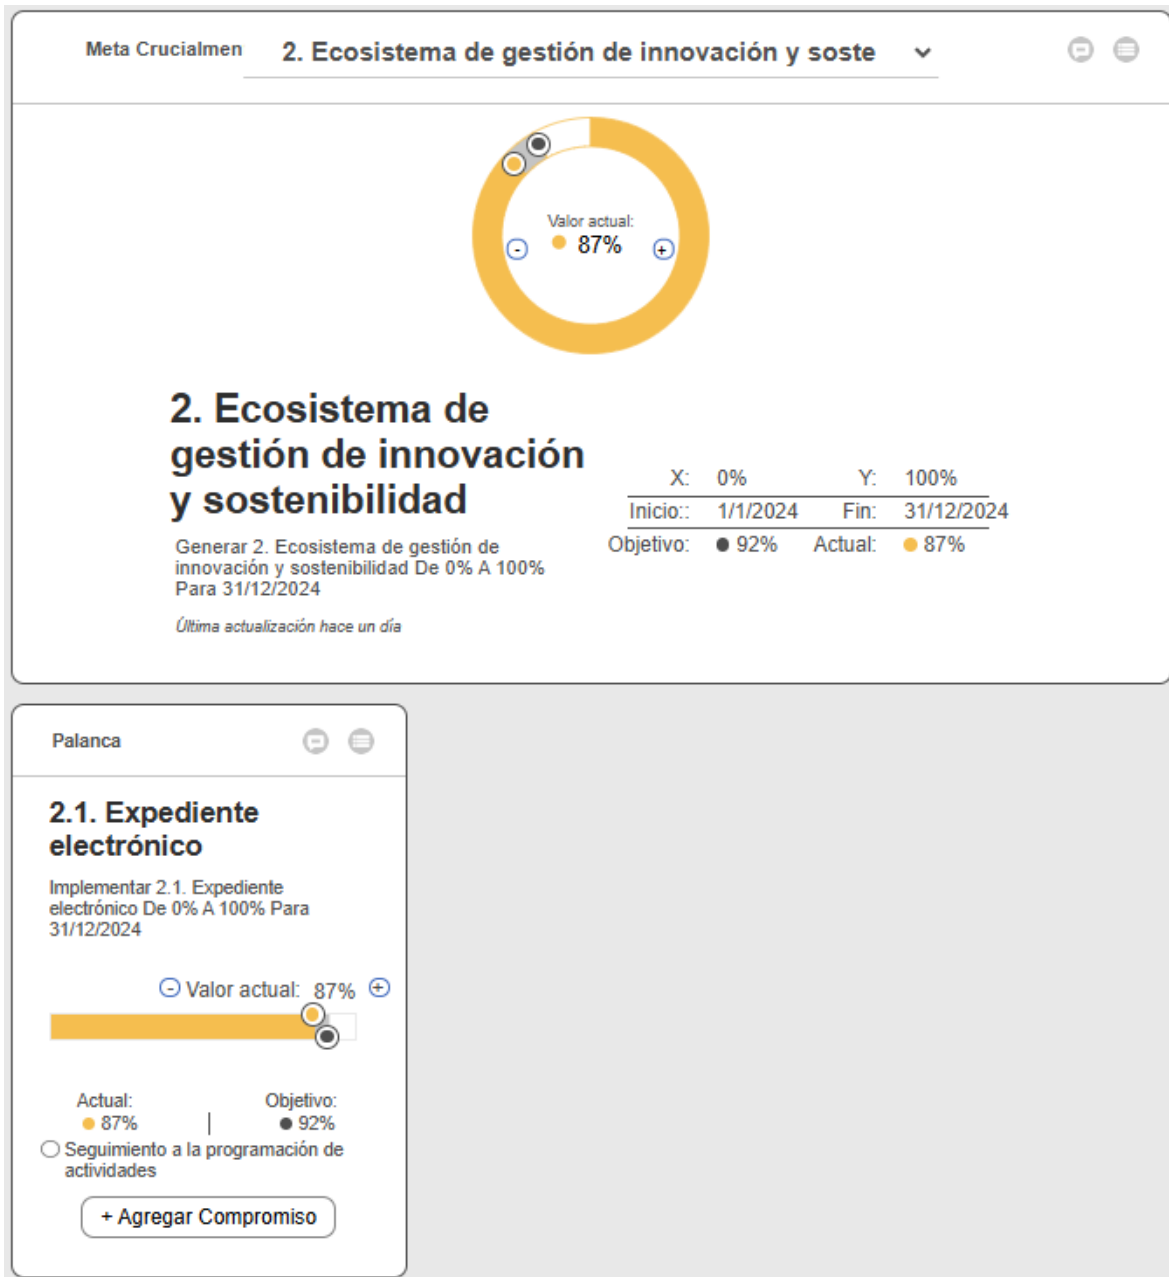 Meta Crucialmen
2. Ecosistema de gestión de innovación y soste
Valor actual:
87%
-
+
2. Ecosistema de
gestión de innovación
y sostenibilidad
Generar 2. Ecosistema de gestión de
innovación y sostenibilidad De 0% A 100%
Para 31/12/2024
Última actualización hace un día
X: 0% Y: 100%
Inicio:: 1/1/2024 Fin: 31/12/2024
Objetivo: 92% Actual: 87%
Palanca
2.1. Expediente
electrónico
Implementar 2.1. Expediente
electrónico De 0% A 100% Para
31/12/2024
- Valor actual: 87% +
Actual: Objetivo:
87% | 92%
Seguimiento a la programación de
actividades
+ Agregar Compromiso